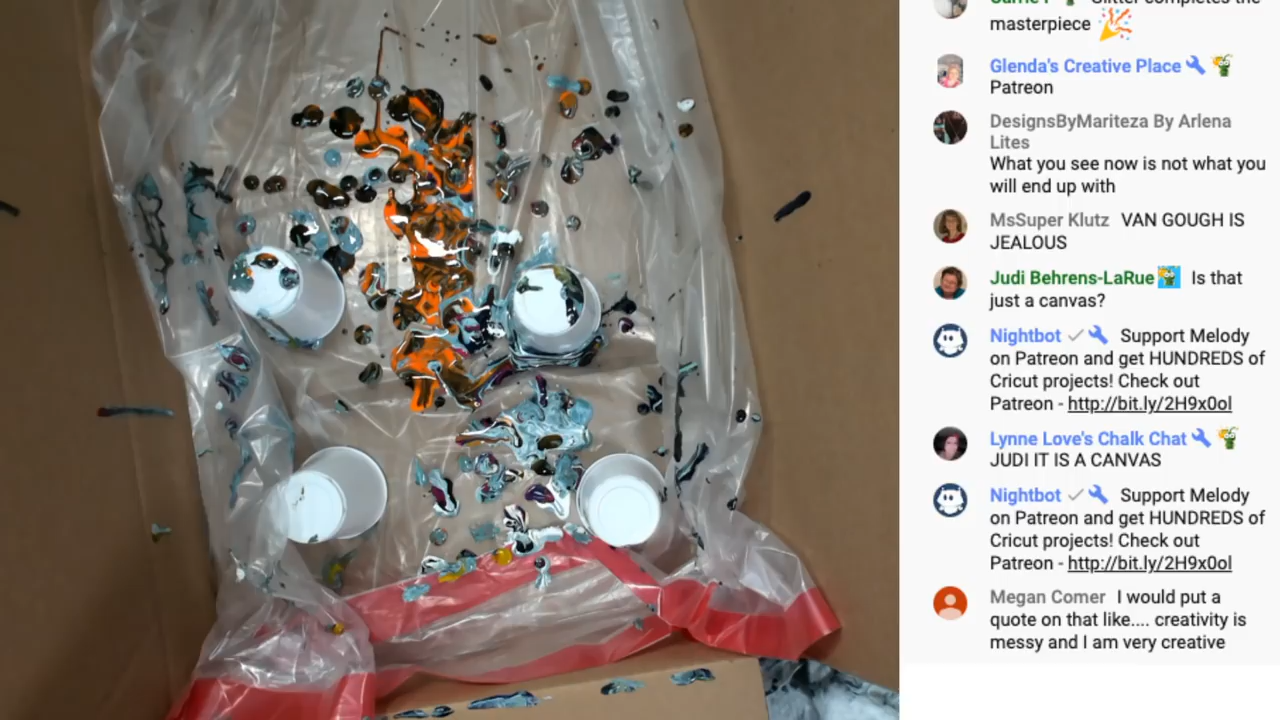 Carrie F Glitter completes the
masterpiece
Glenda's Creative Place
Patreon
DesignsByMariteza By Arlena
Lites
What you see now is not what you
will end up with
MsSuper Klutz VAN GOUGH IS
JEALOUS
Judi Behrens-LaRue Is that
just a canvas?
Nightbot Support Melody
on Patreon and get HUNDREDS of
Cricut projects! Check out
Patreon - http://bit.ly/2H9x0ol
Lynne Love's Chalk Chat
JUDI IT IS A CANVAS
Nightbot Support Melody
on Patreon and get HUNDREDS of
Cricut projects! Check out
Patreon - http://bit.ly/2H9x0ol
Megan Comer I would put a
quote on that like.... creativity is
messy and I am very creative